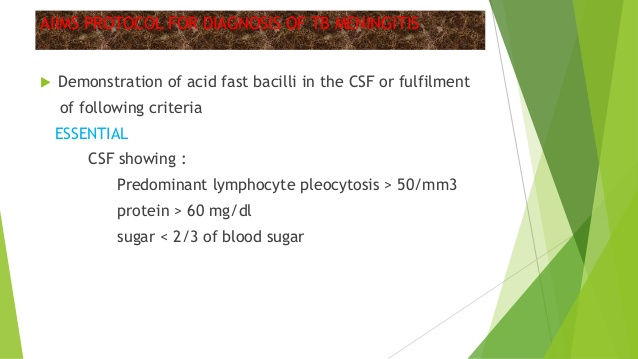 AIIMS PROTOCOL FOR DIAGNOSIS OF TB MENINGITIS
Demonstration of acid fast bacilli in the CSF or fulfilment
of following criteria
ESSENTIAL
CSF showing :
Predominant lymphocyte pleocytosis > 50/mm3
protein > 60 mg/dl
sugar < 2/3 of blood sugar